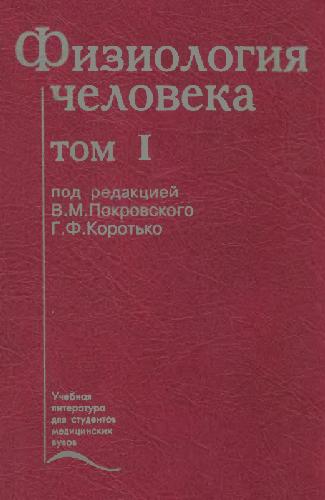 Физиология
человека
том I
под редакцией
В.М.Покровского
Г.Ф.Коротько
Учебная
литература
для студентов
медицинских
вузов